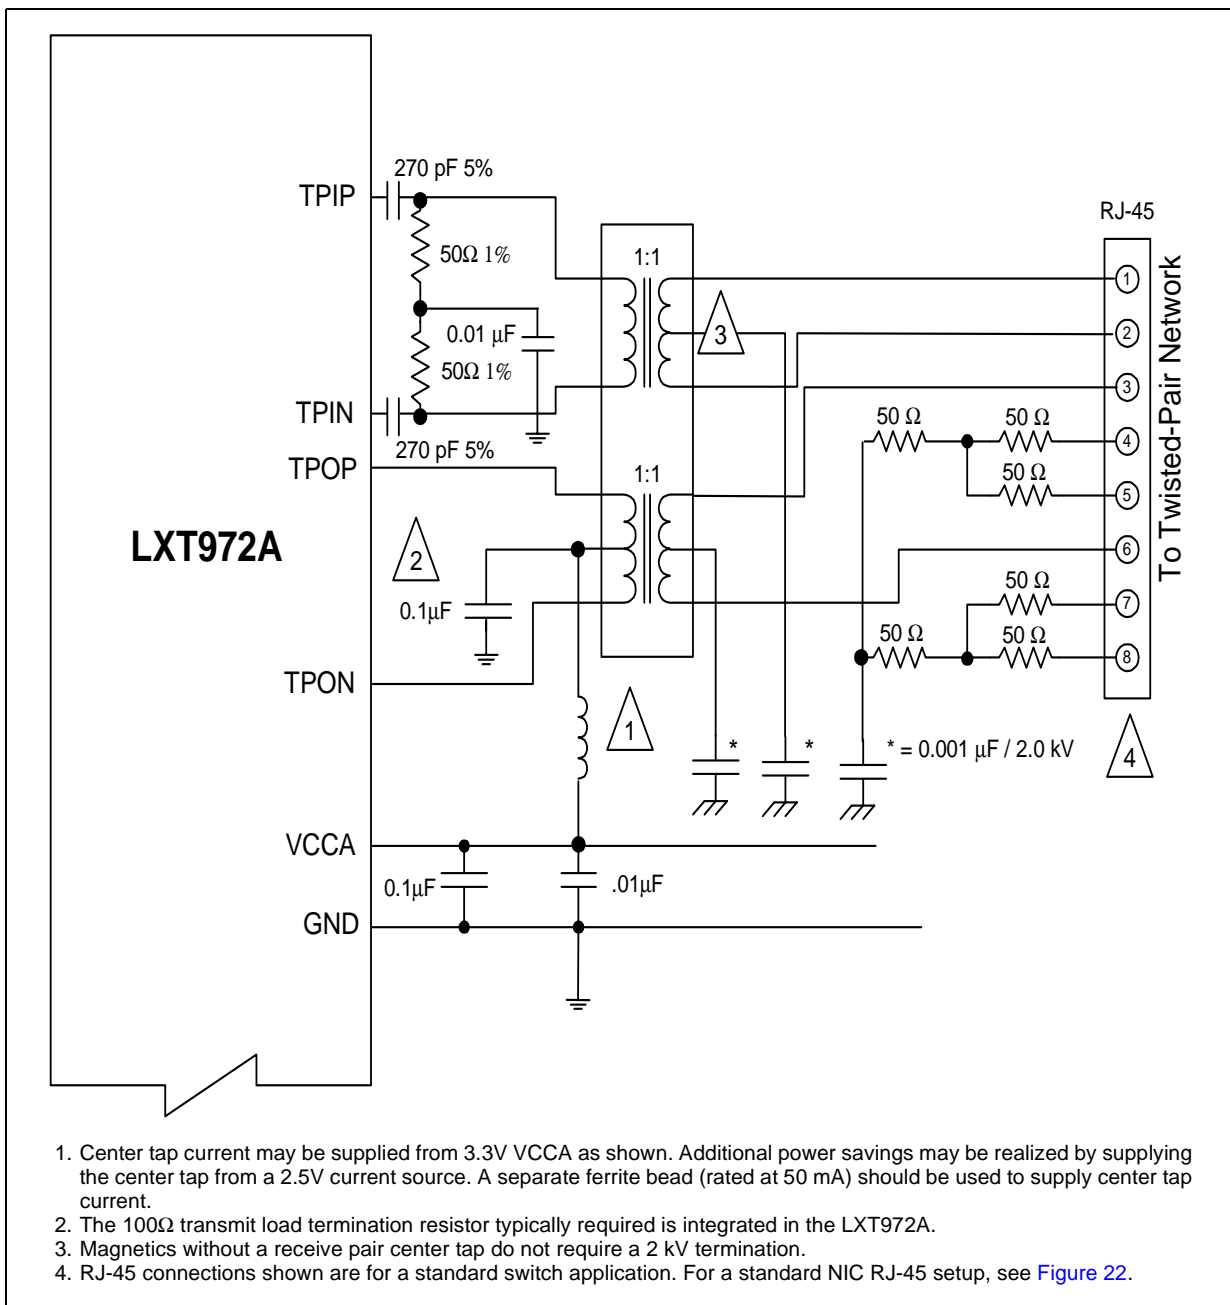 270 pF 5%
TPIP
RJ-45
50Ω 1%
1:1
1
0.01 μF
3
2
50Ω 1%
3
TPIN
50 Ω
50 Ω
4
270 pF 5%
TPOP
1:1
50 Ω
5
To Twisted-Pair Network
LXT972A
2
6
0.1μF
50 Ω
7
50 Ω
50 Ω
8
TPON
1
*
*
* = 0.001 μF / 2.0 kV
4
VCCA
0.1μF
.01μF
GND
1. Center tap current may be supplied from 3.3V VCCA as shown. Additional power savings may be realized by supplying
the center tap from a 2.5V current source. A separate ferrite bead (rated at 50 mA) should be used to supply center tap
current.
2. The 100Ω transmit load termination resistor typically required is integrated in the LXT972A.
3. Magnetics without a receive pair center tap do not require a 2 kV termination.
4. RJ-45 connections shown are for a standard switch application. For a standard NIC RJ-45 setup, see Figure 22.